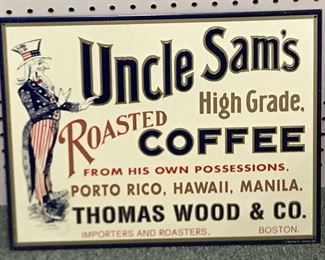 Uncle Sam's
High Grade.
ROASTED
COFFEE
FROM HIS OWN POSSESSIONS,
PORTO RICO, HAWAII, MANILA.
THOMAS WOOD & CO.
IMPORTERS AND ROASTERS, BOSTON.